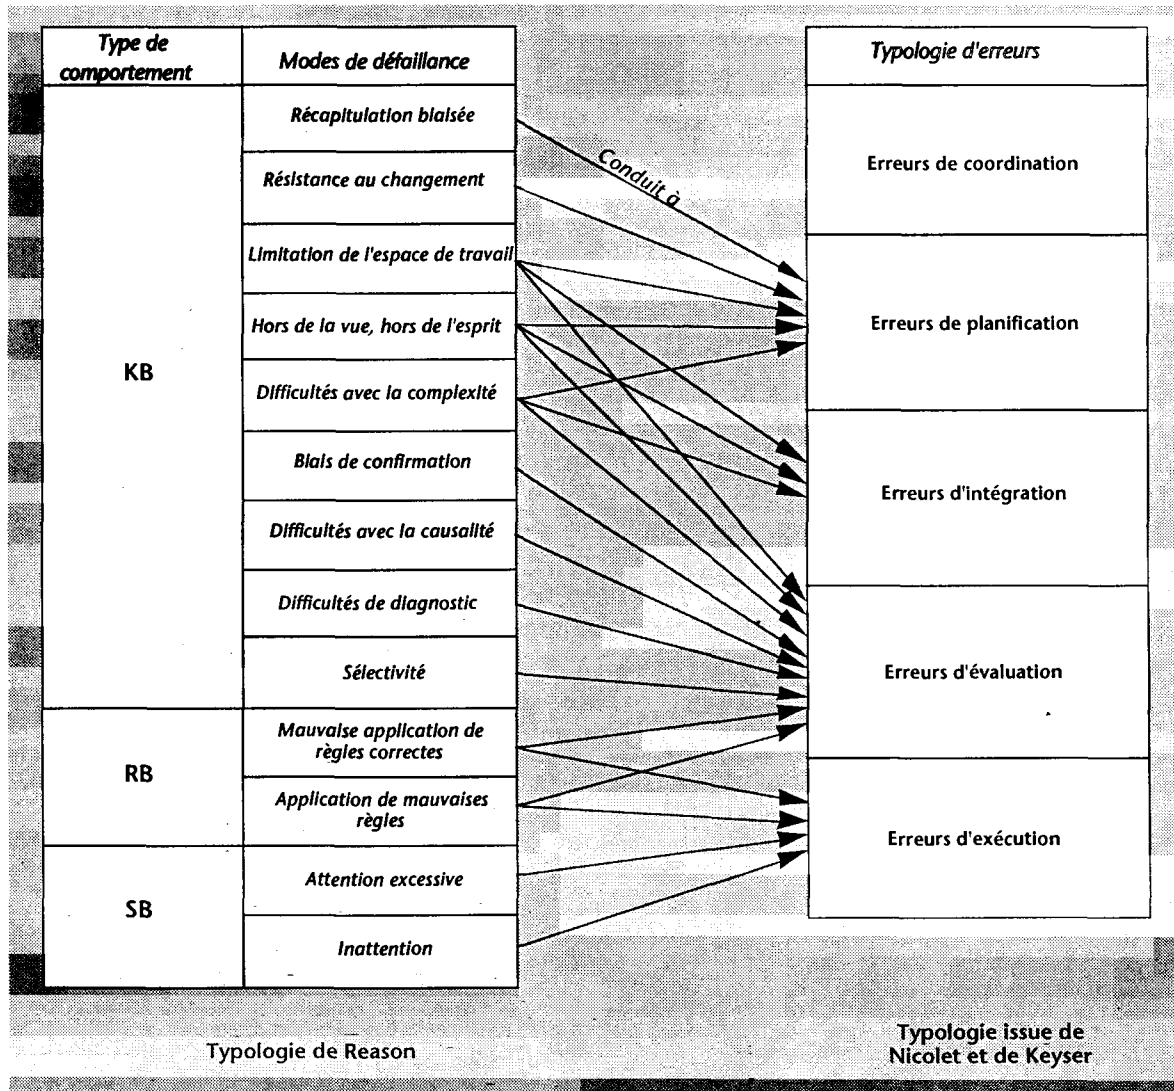 Type de
comportement
Modes de défaillance
Typologie d'erreurs
KB
Récapitulation biaisée
Résistance au changement
Limitation de l'espace de travail
Hors de la vue, hors de l'esprit
Difficultés avec la complexité
Biais de confirmation
Difficultés avec la causalité
Difficultés de diagnostic
Sélectivité
RB
Mauvaise application de
règles correctes
Application de mauvaises
règles
SB
Attention excessive
Inattention
Conduit à
Erreurs de coordination
Erreurs de planification
Erreurs d'intégration
Erreurs d'évaluation
Erreurs d'exécution
Typologie de Reason
Typologie issue de
Nicolet et de Keyser